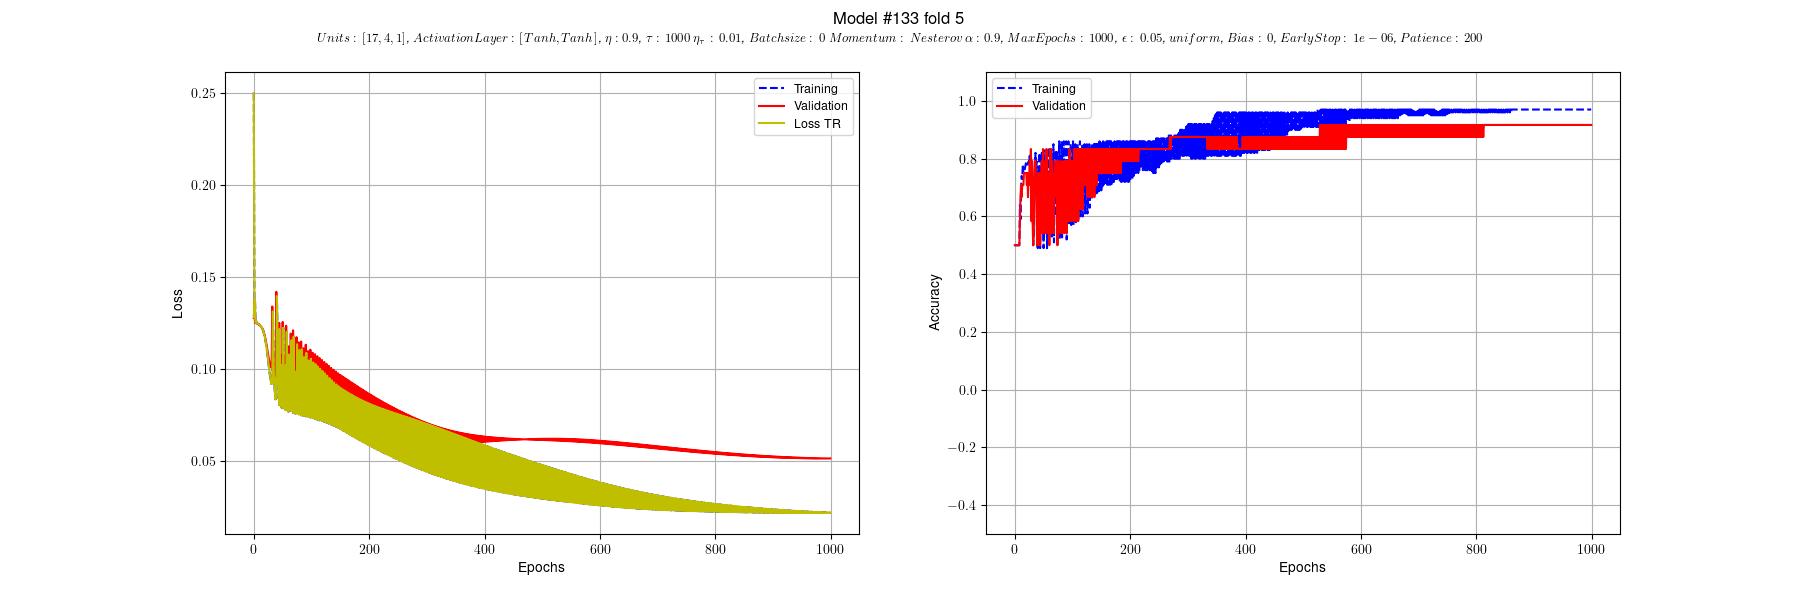 Model #133 fold 5
Units : [17, 4, 1], ActivationLayer : [Tanh, Tanh], η : 0.9, τ : 1000 η_τ : 0.01, Batchsize : 0 Momentum : Nesterov α : 0.9, MaxEpochs : 1000, ϵ : 0.05, uniform, Bias : 0, EarlyStop : 1e − 06, Patience : 200
Training
Validation
Loss TR
0.25
0.20
0.15
0.10
0.05
Loss
0 200 400 600 800 1000
Epochs
Training
Validation
1.0
0.8
0.6
0.4
0.2
0.0
−0.2
−0.4
Accuracy
0 200 400 600 800 1000
Epochs